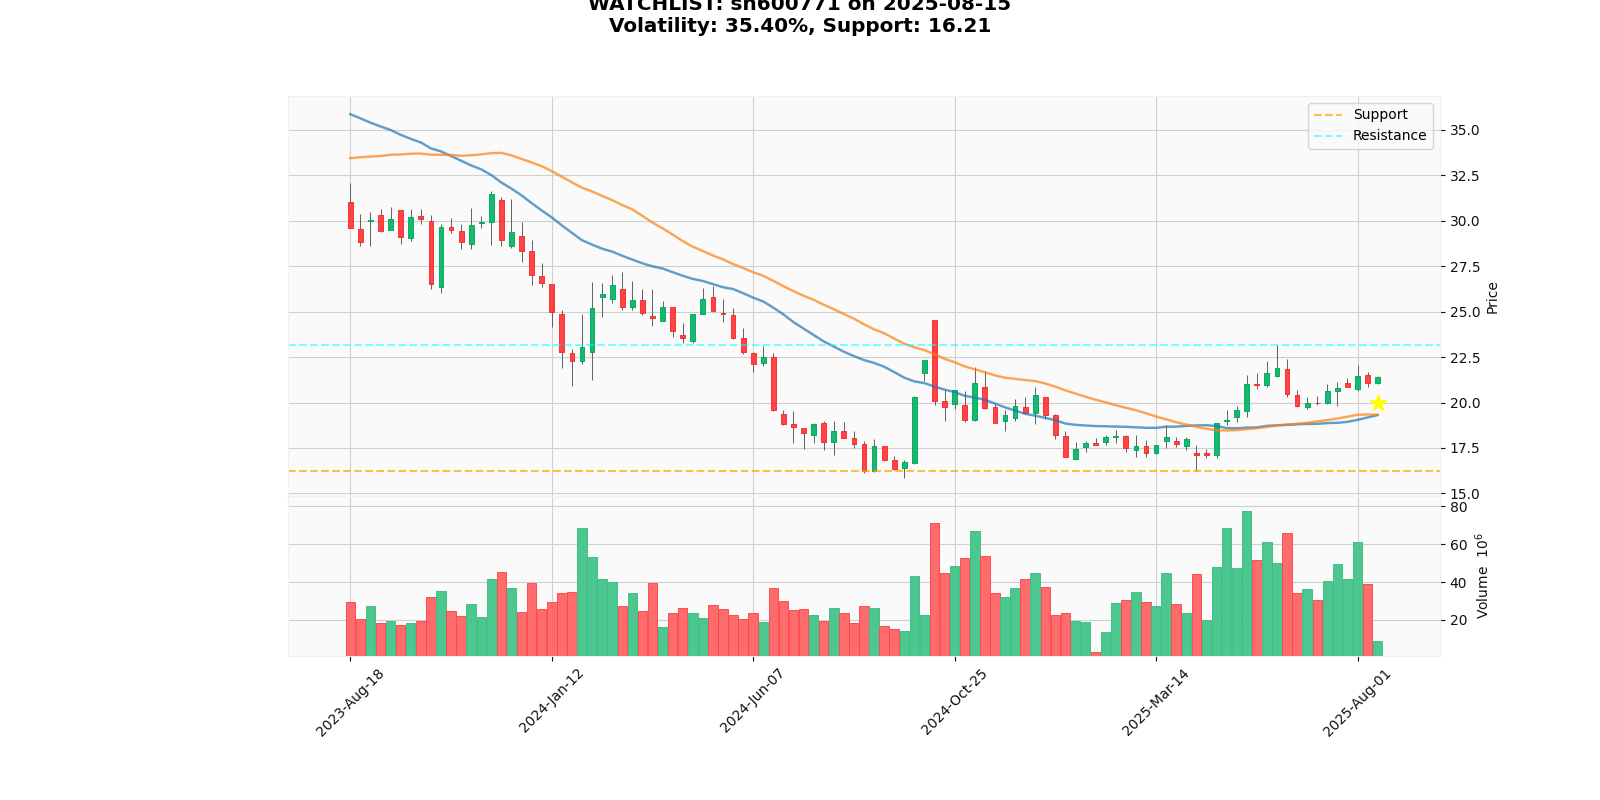 WATCHLIST: sh600771 on 2025-08-15
Volatility: 35.40%, Support: 16.21
Support
Resistance
35.0
32.5
30.0
27.5
25.0
22.5
20.0
17.5
15.0
Price
80
60
40
20
Volume 10⁶
2023-Aug-18
2024-Jan-12
2024-Jun-07
2024-Oct-25
2025-Mar-14
2025-Aug-01